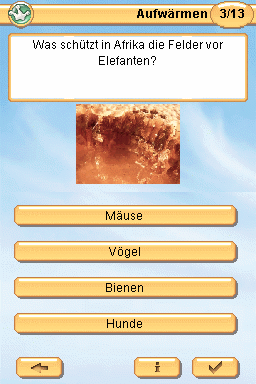 Aufwärmen 3/13
Was schützt in Afrika die Felder vor
Elefanten?
Mäuse
Vögel
Bienen
Hunde
i